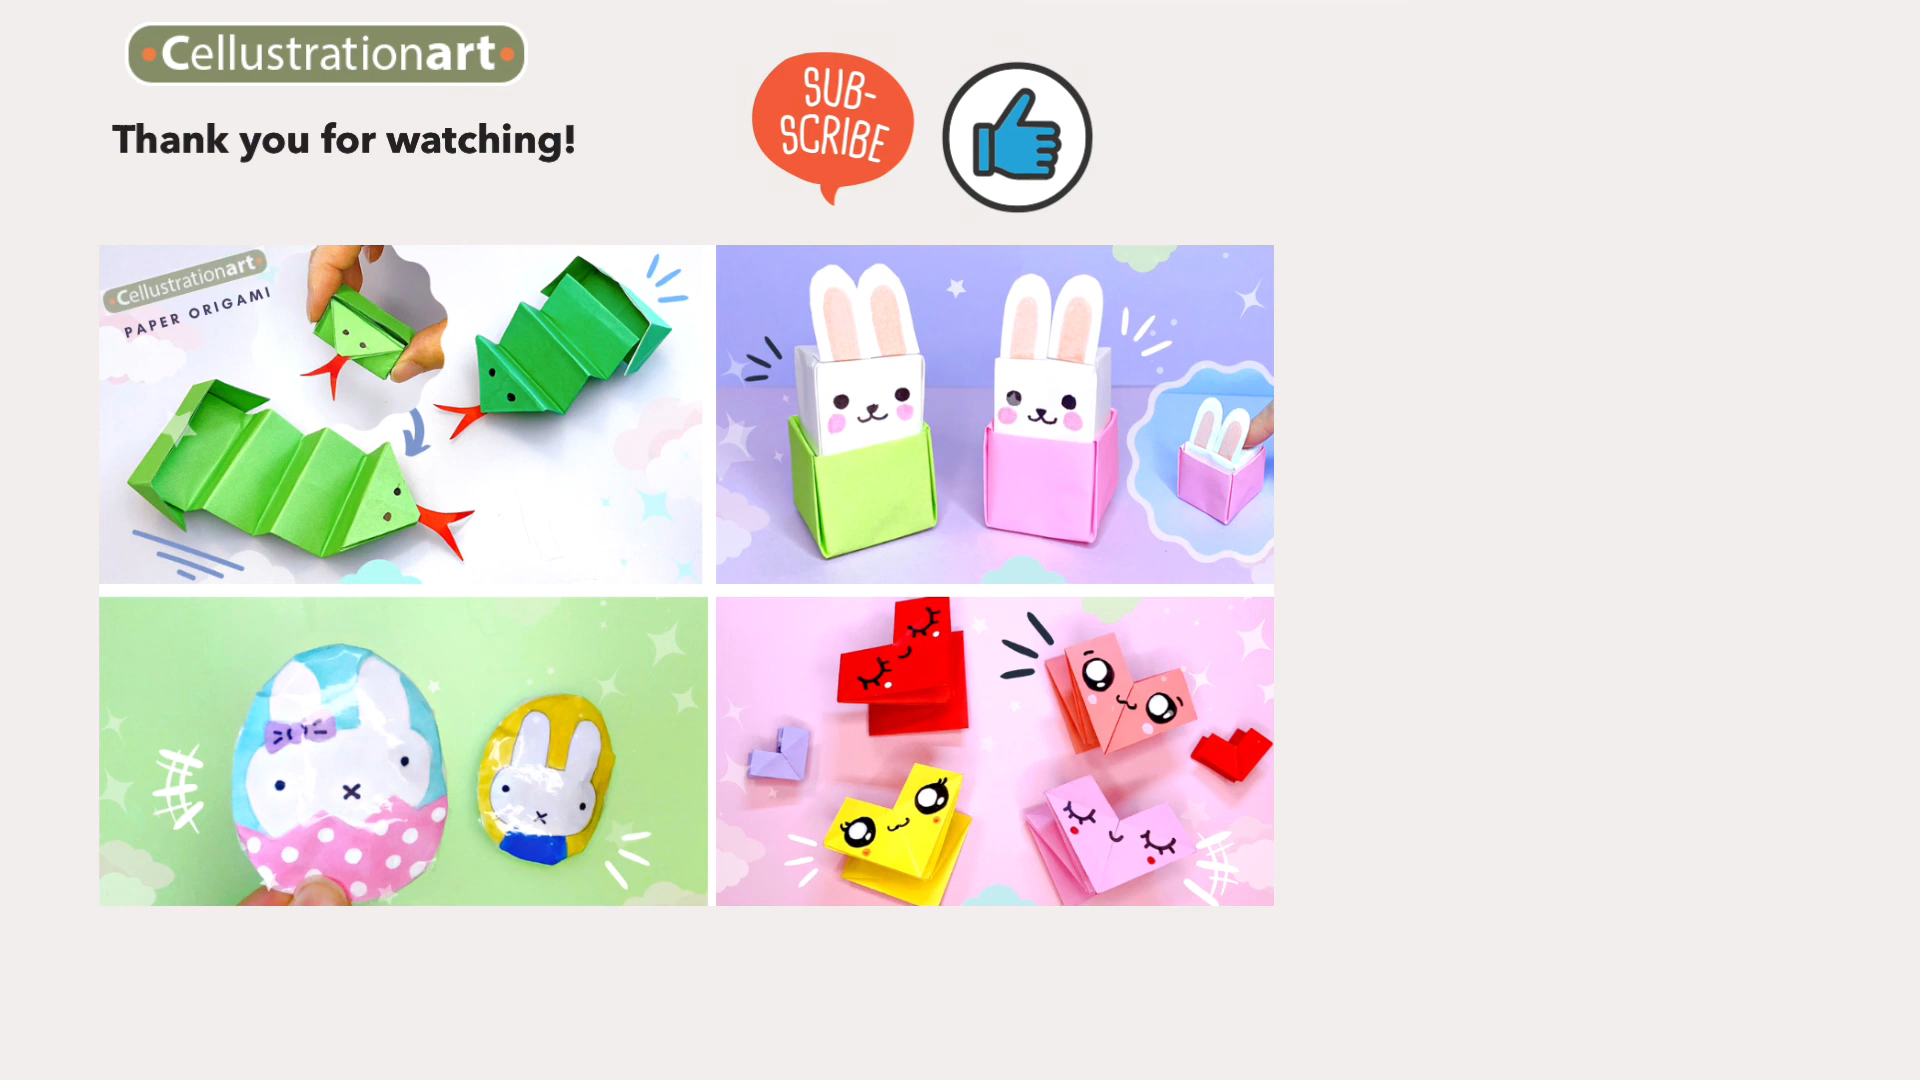 Cellustrationart
Thank you for watching!
SUB-
SCRIBE
Cellustrationart
PAPER ORIGAMI